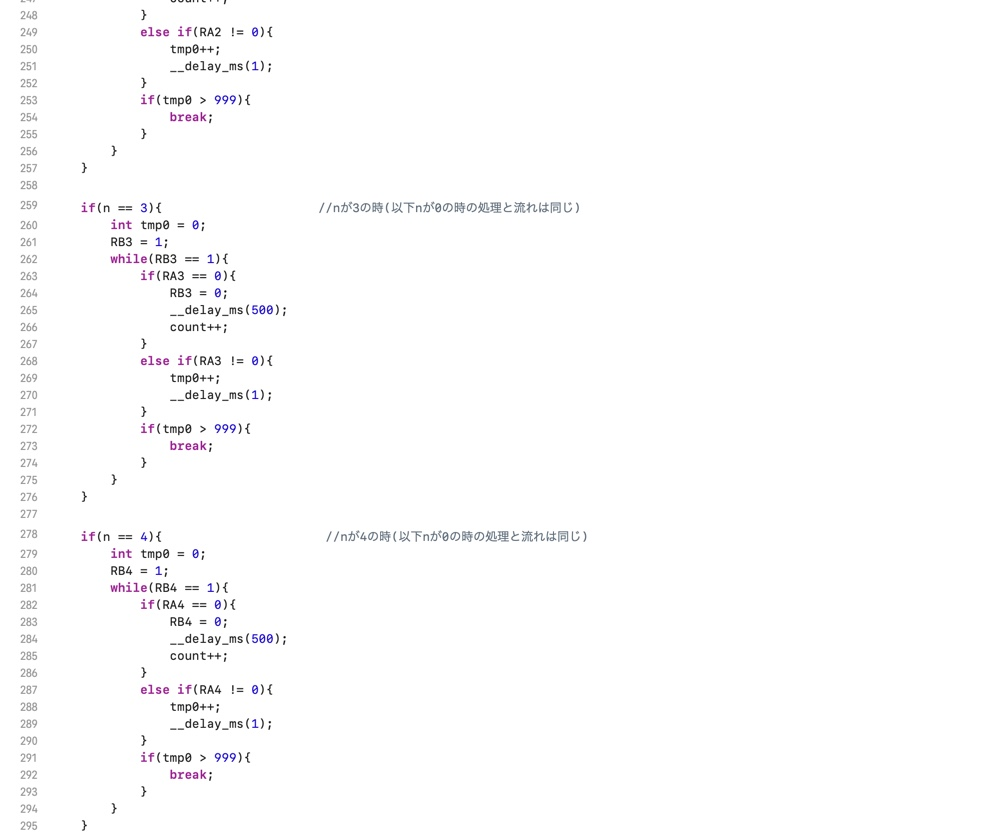 247                     count++;
248                 }
249                 else if(RA2 != 0){
250                     tmp0++;
251                     __delay_ms(1);
252                 }
253                 if(tmp0 > 999){
254                     break;
255                 }
256             }
257         }
258
259         if(n == 3){                     //nが3の時(以下nが0の時の処理と流れは同じ)
260             int tmp0 = 0;
261             RB3 = 1;
262             while(RB3 == 1){
263                 if(RA3 == 0){
264                     RB3 = 0;
265                     __delay_ms(500);
266                     count++;
267                 }
268                 else if(RA3 != 0){
269                     tmp0++;
270                     __delay_ms(1);
271                 }
272                 if(tmp0 > 999){
273                     break;
274                 }
275             }
276         }
277
278         if(n == 4){                      //nが4の時(以下nが0の時の処理と流れは同じ)
279             int tmp0 = 0;
280             RB4 = 1;
281             while(RB4 == 1){
282                 if(RA4 == 0){
283                     RB4 = 0;
284                     __delay_ms(500);
285                     count++;
286                 }
287                 else if(RA4 != 0){
288                     tmp0++;
289                     __delay_ms(1);
290                 }
291                 if(tmp0 > 999){
292                     break;
293                 }
294             }
295         }